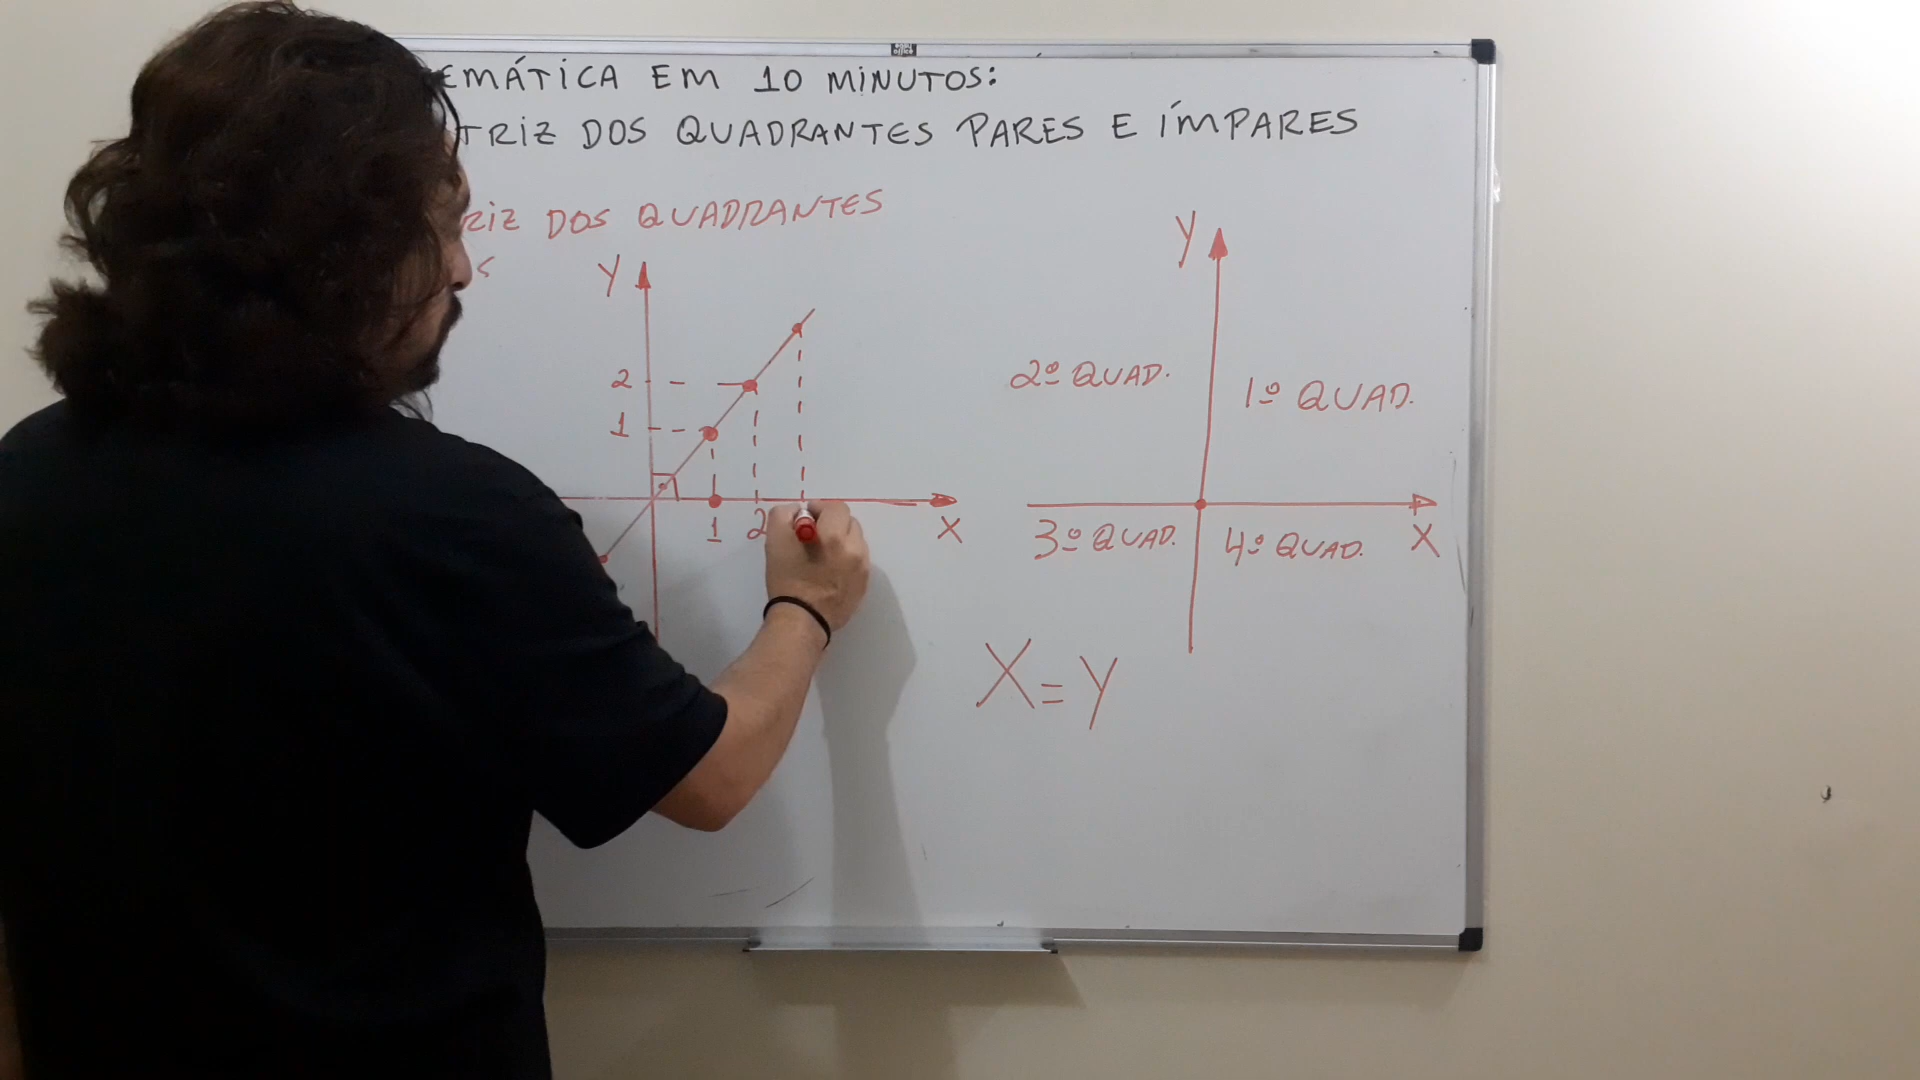 EMÁTICA EM 10 MINUTOS:
TRIZ DOS QUADRANTES PARES E ÍMPARES
RIZ DOS QUADRANTES
S
Y
2
1
1 2
X
Y
2º QUAD.
1º QUAD.
3º QUAD.
4º QUAD.
X
X=Y